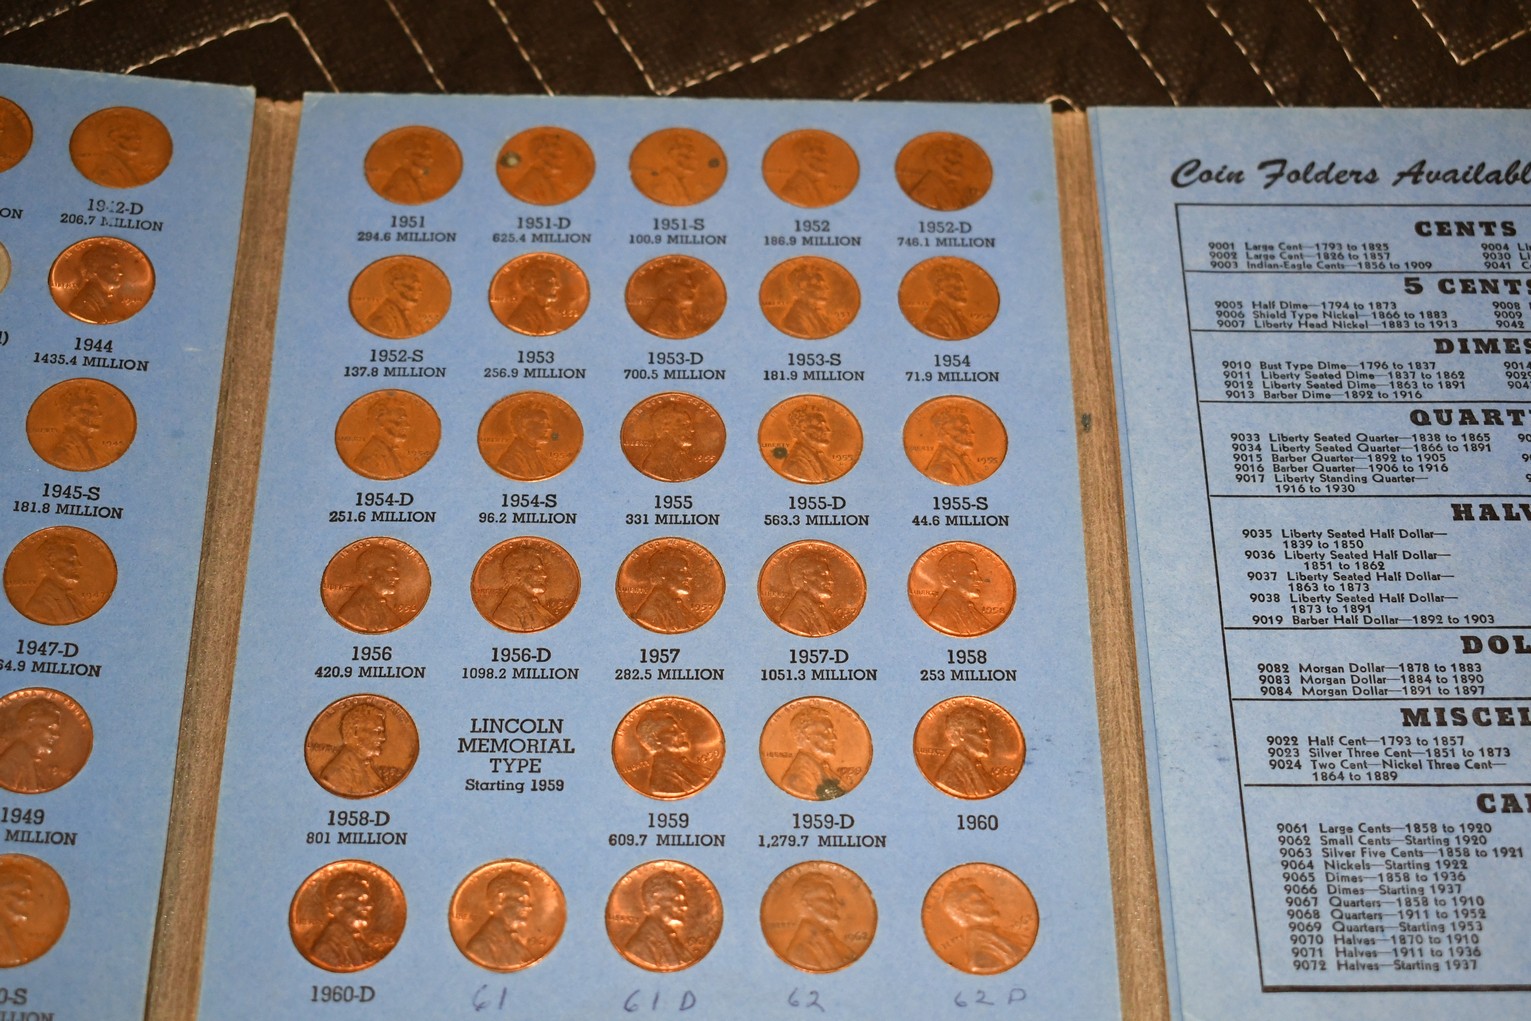 206.7 MILLION
1944
1435.4 MILLION
1945-S
181.8 MILLION
1947-D
MILLION
1949
MILLION
1951 1951-D 1951-S 1952 1952-D
294.6 MILLION 625.4 MILLION 100.9 MILLION 186.9 MILLION 746.1 MILLION
1952-S 1953 1953-D 1953-S 1954
137.8 MILLION 256.9 MILLION 700.5 MILLION 181.9 MILLION 71.9 MILLION
1954-D 1954-S 1955 1955-D 1955-S
251.6 MILLION 96.2 MILLION 331 MILLION 563.3 MILLION 44.6 MILLION
1956 1956-D 1957 1957-D 1958
420.9 MILLION 1098.2 MILLION 282.5 MILLION 1051.3 MILLION 253 MILLION
LINCOLN
MEMORIAL
TYPE
Starting 1959
1958-D 1959 1959-D 1960
801 MILLION 609.7 MILLION 1,279.7 MILLION
1960-D 61 61 D 62 62 D
Coin Folders
CENTS
9001 Large Cent—1793 to 1825 9004
9002 Large Cent—1826 to 1857 9030
9003 Indian-Eagle Cents—1856 to 1909 9041
5 CENTS
9005 Half Dime—1794 to 1873 9008
9006 Shield Type Nickel—1866 to 1883 9009
9007 Liberty Head Nickel—1883 to 1913 9042
DIMES
9010 Bust Type Dime—1796 to 1837
9011 Liberty Seated Dime—1837 to 1862
9012 Liberty Seated Dime—1863 to 1891
9013 Barber Dime—1892 to 1916
9033 Liberty Seated Quarter—1838 to 1865
9034 Liberty Seated Quarter—1866 to 1891
9015 Barber Quarter—1892 to 1905
9016 Barber Quarter—1906 to 1916
9017 Liberty Standing Quarter—
1916 to 1930
9035 Liberty Seated Half Dollar—
1839 to 1850
9036 Liberty Seated Half Dollar—
1851 to 1862
9037 Liberty Seated Half Dollar—
1863 to 1873
9038 Liberty Seated Half Dollar—
1873 to 1891
9019 Barber Half Dollar—1892 to 1903
9082 Morgan Dollar—1878 to 1883
9083 Morgan Dollar—1884 to 1890
9084 Morgan Dollar—1891 to 1897
9022 Half Cent—1793 to 1857
9023 Silver Three Cent—1851 to 1873
9024 Two Cent—Nickel Three Cent—
1864 to 1889
9061 Large Cents—1858 to 1920
9062 Small Cents—Starting 1920
9063 Silver Five Cents—1858 to 1921
9064 Nickels—Starting 1922
9065 Dimes—1858 to 1936
9066 Dimes—Starting 1937
9067 Quarters—1858 to 1910
9068 Quarters—1911 to 1952
9069 Quarters—Starting 1953
9070 Halves—1870 to 1910
9071 Halves—1911 to 1936
9072 Halves—Starting 1937